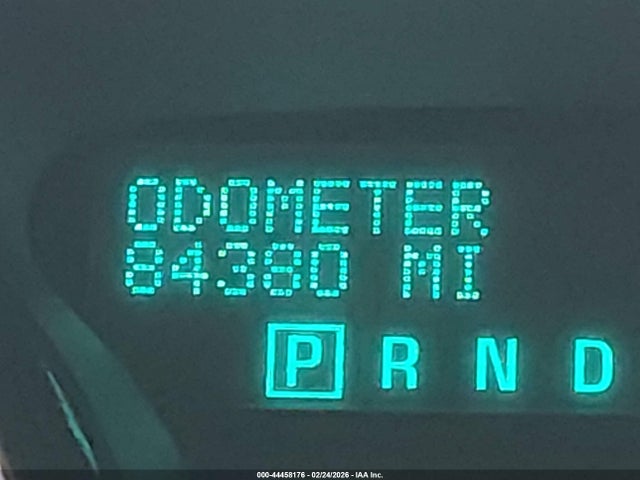 ODOMETER
84380 MI
P R N D
000-44458176 - 02/24/2026 - IAA Inc.